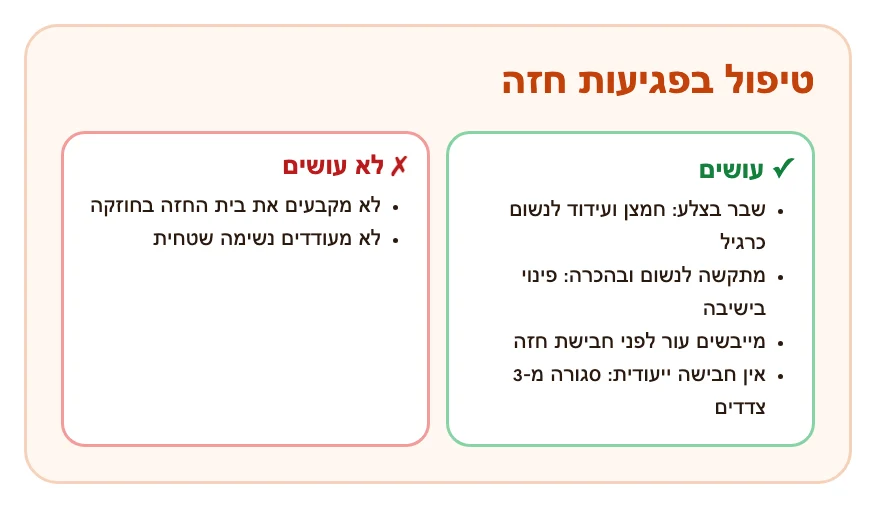 טיפול בפגיעות חזה
✓ עושים
• שבר בצלע: חמצן ועידוד לנשום
כרגיל
• מתקשה לנשום ובהכרה: פינוי
בישיבה
• מייבשים עור לפני חבישת חזה
• אין חבישה ייעודית: סגורה מ-3
צדדים
✗ לא עושים
• לא מקבעים את בית החזה בחוזקה
• לא מעודדים נשימה שטחית